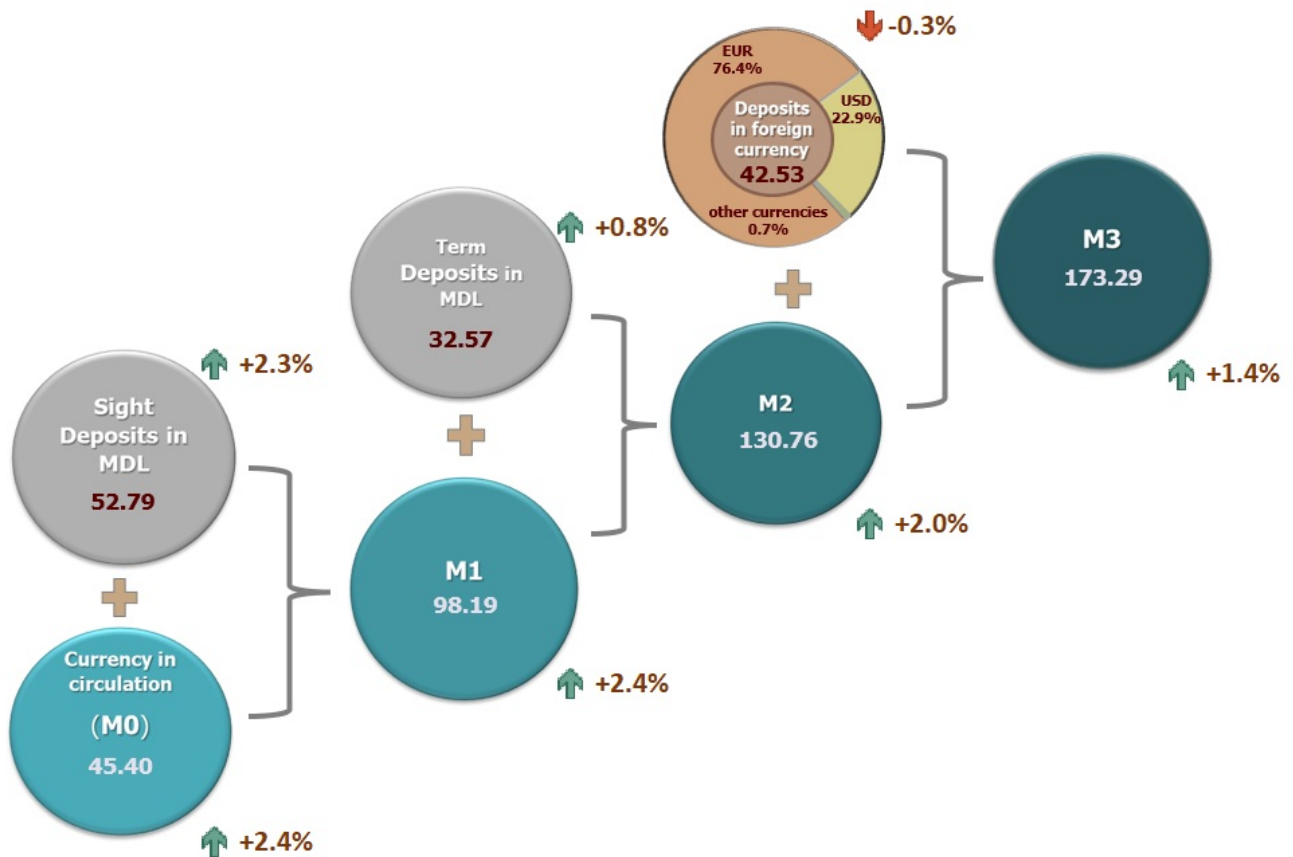 -0.3%
EUR
76.4%
USD
22.9%
Deposits
in foreign
currency
42.53
other currencies
0.7%
M3
173.29
+1.4%
+0.8%
Term
Deposits in
MDL
32.57
M2
130.76
+2.0%
+2.3%
Sight
Deposits in
MDL
52.79
M1
98.19
+2.4%
Currency in
circulation
(M0)
45.40
+2.4%